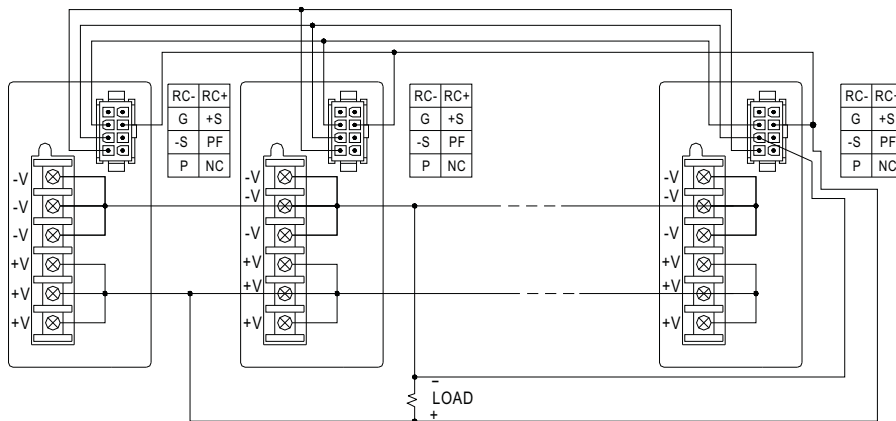 RC- RC+
G +S
-S PF
P NC
RC- RC+
G +S
-S PF
P NC
RC- RC+
G +S
-S PF
P NC
-V
-V
-V
+V
+V
+V
-V
-V
-V
+V
+V
+V
-V
-V
-V
+V
+V
+V
−
LOAD
+